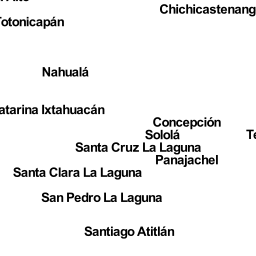 Chichicastenang
Totonicapán
Nahualá
atarina Ixtahuacán
Concepción
Sololá
Te
Santa Cruz La Laguna
Panajachel
Santa Clara La Laguna
San Pedro La Laguna
Santiago Atitlán